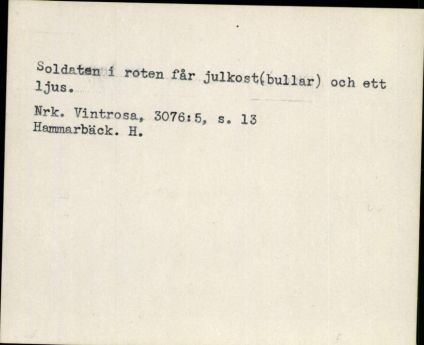 Soldaten i roten får julkost(bullar) och ett
ljus.
Nrk. Vintrosa, 3076:5, s. 13
Hammarbäck. H.